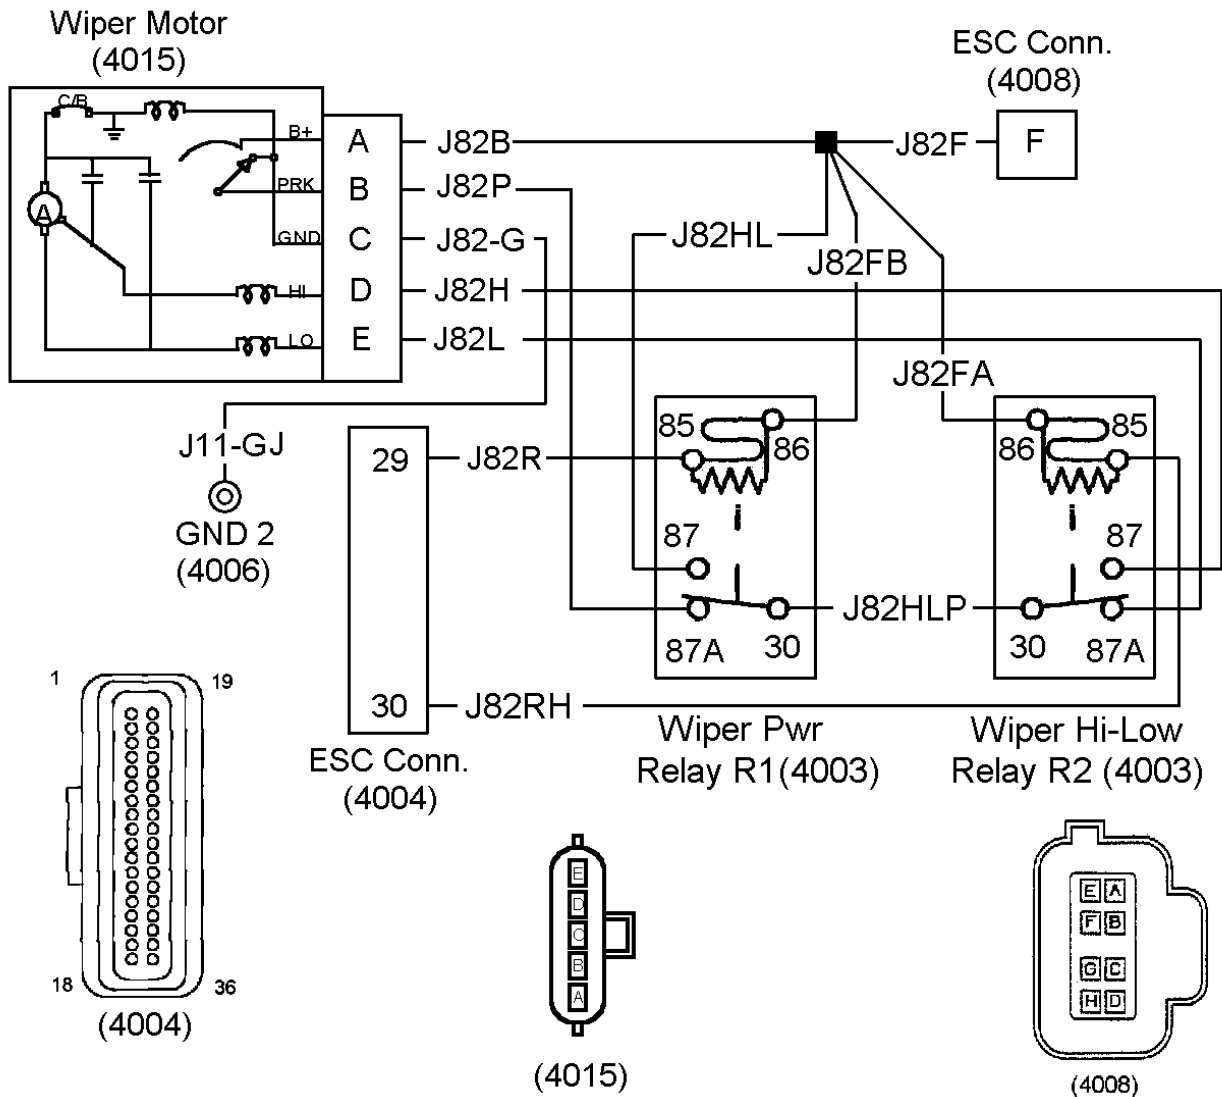 Wiper Motor
(4015)
ESC Conn.
(4008)
C/B
B+
A
J82B
J82F
F
PRK
B
J82P
A
GND
C
J82-G
J82HL
J82FB
HI
D
J82H
LO
E
J82L
J82FA
J11-GJ
GND 2
(4006)
29
J82R
85
86
86
85
87
87
J82HLP
87A
30
30
87A
30
J82RH
ESC Conn.
(4004)
Wiper Pwr
Relay R1(4003)
Wiper Hi-Low
Relay R2 (4003)
1
19
18
36
(4004)
E
D
C
B
A
(4015)
E A
F B
G C
H D
(4008)